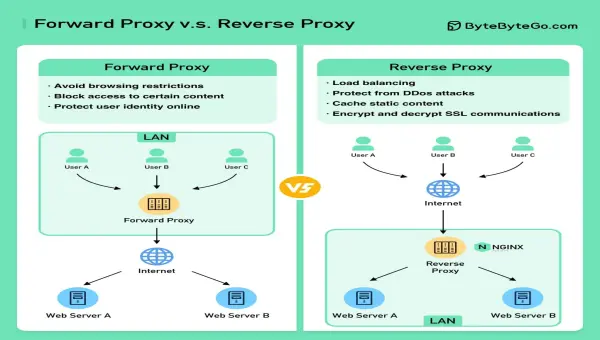 Forward Proxy v.s. Reverse Proxy
ByteByteGo.com
Forward Proxy
• Avoid browsing restrictions
• Block access to certain content
• Protect user identity online
LAN
User A
User B
User C
Forward Proxy
Internet
Web Server A
Web Server B
VS
Reverse Proxy
• Load balancing
• Protect from DDos attacks
• Cache static content
• Encrypt and decrypt SSL communications
User A
User B
User C
Internet
N NGINX
Reverse
Proxy
Web Server A
Web Server B
LAN